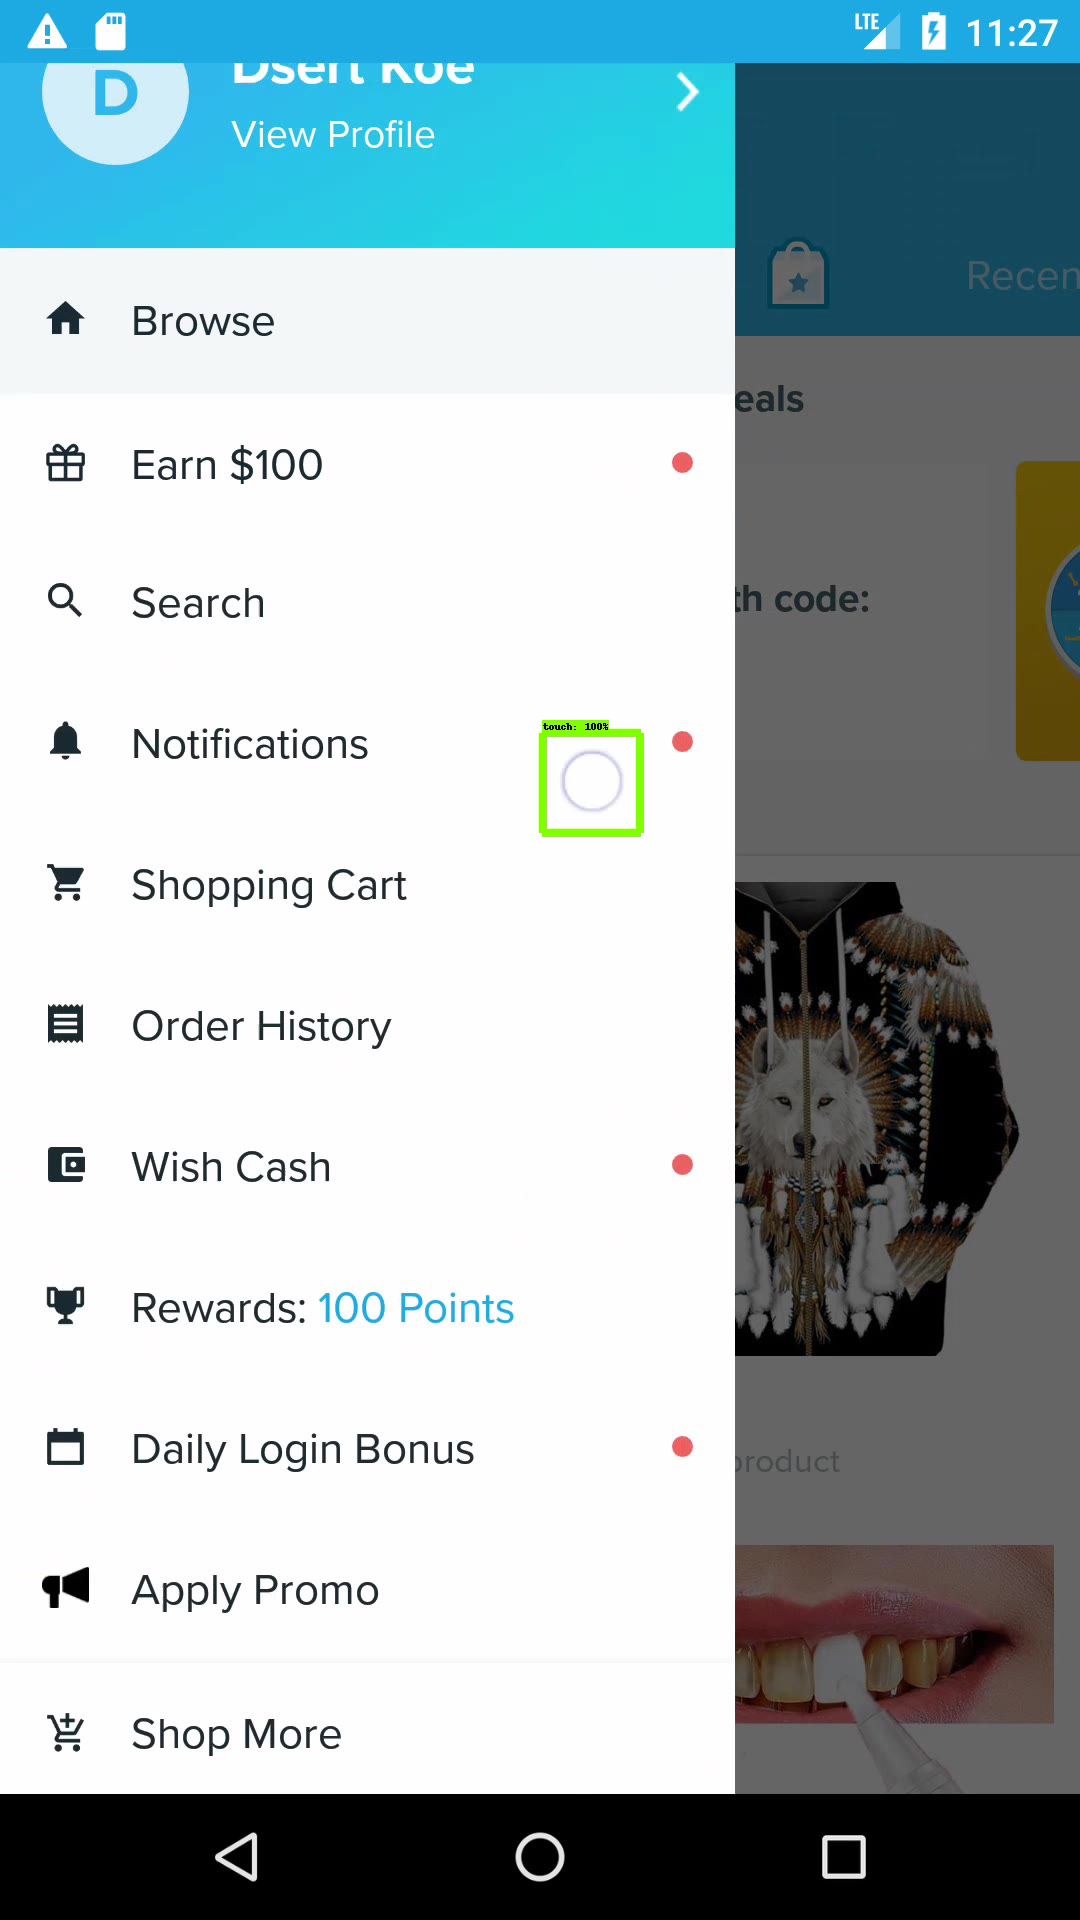 LTE 11:27
Dsert Koe
D
View Profile
Recen
Browse
eals
Earn $100
th code:
Search
touch: 100%
Notifications
Shopping Cart
Order History
Wish Cash
Rewards: 100 Points
Daily Login Bonus
product
Apply Promo
Shop More